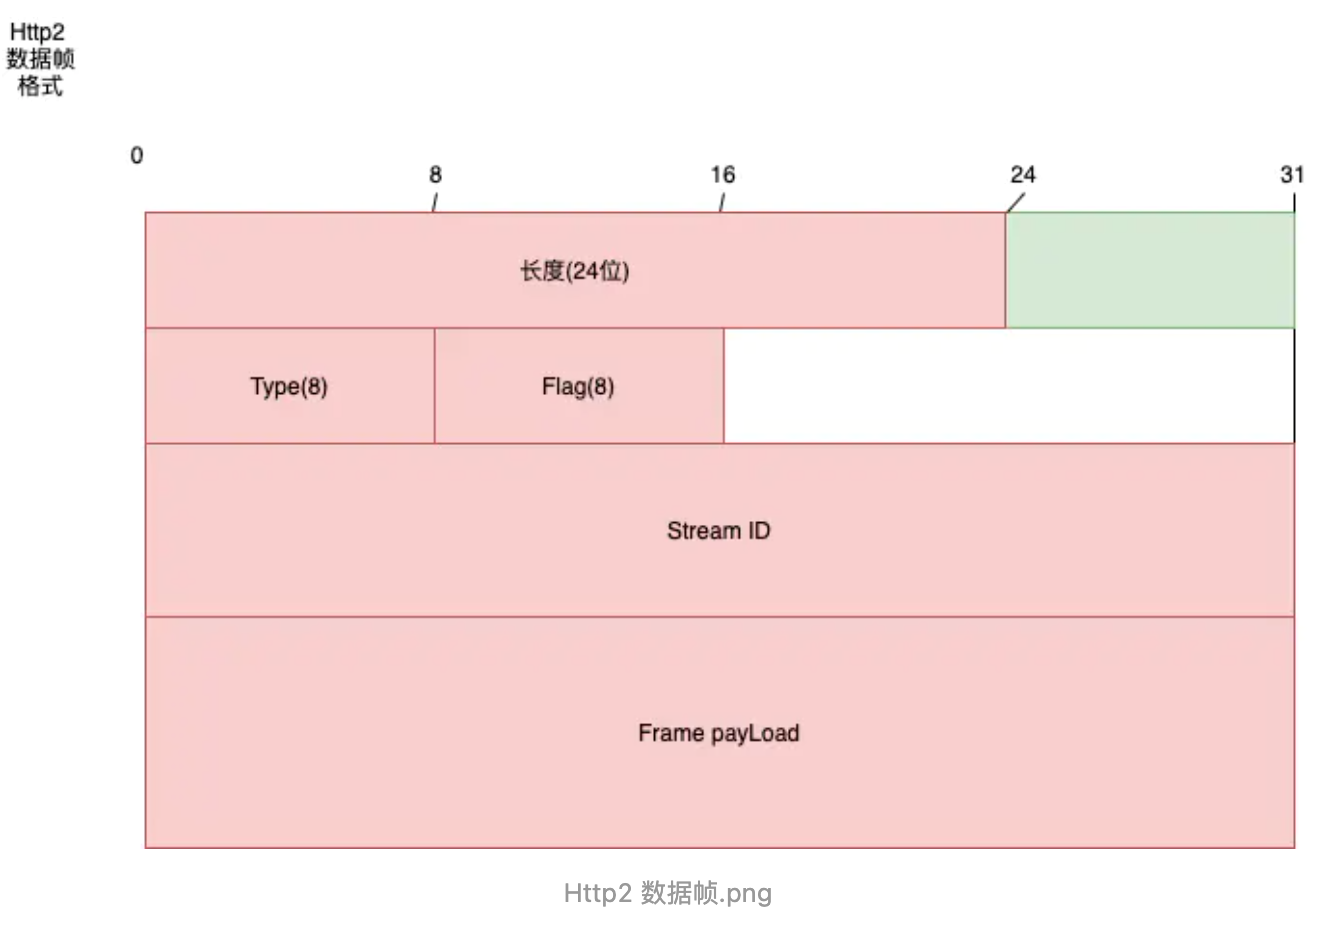 Http2
数据帧
格式
0
8
16
24
31
长度(24位)
Type(8)
Flag(8)
Stream ID
Frame payLoad
Http2 数据帧.png